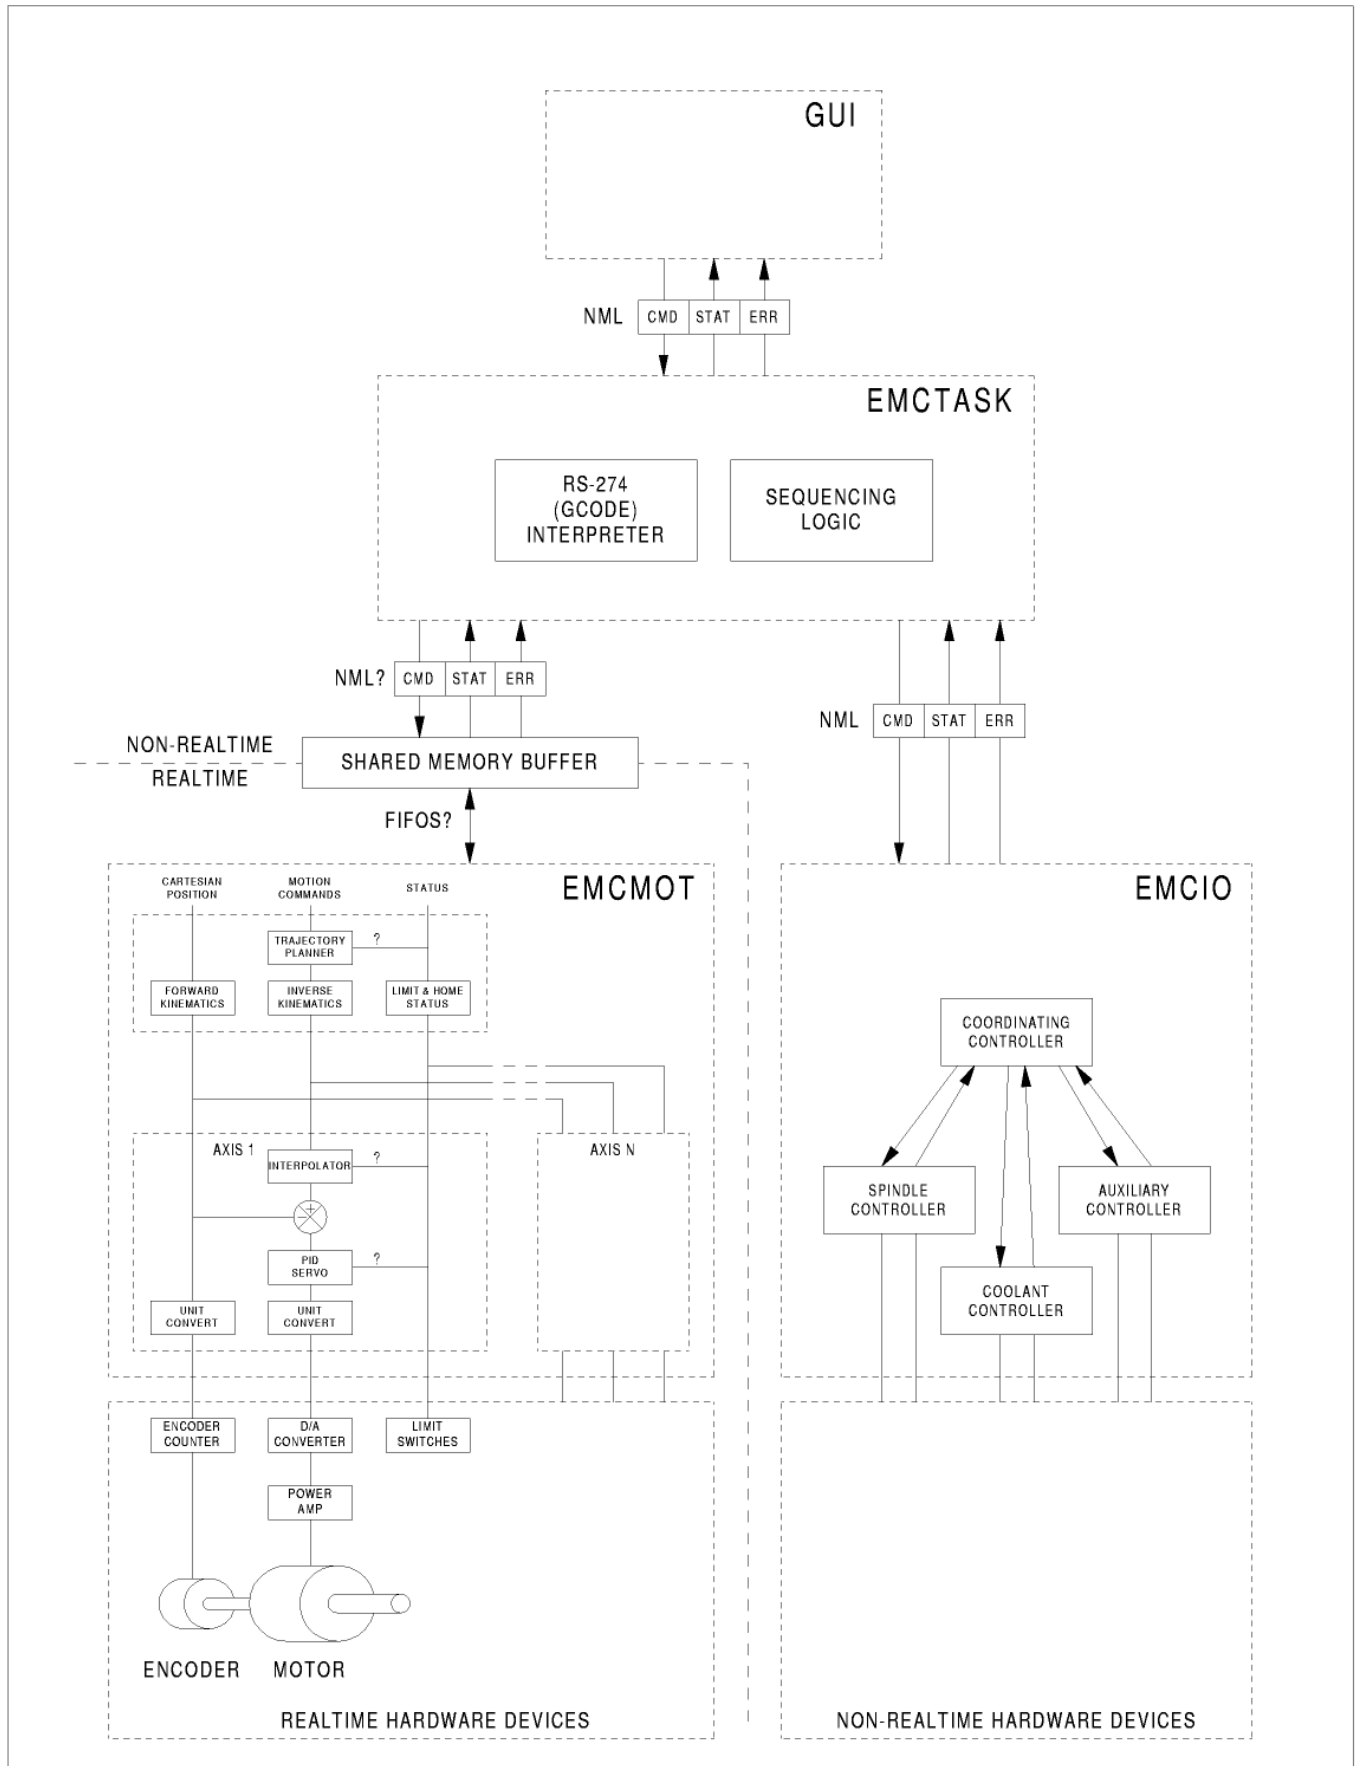 GUI
NML
CMD
STAT
ERR
EMCTASK
RS-274
(GCODE)
INTERPRETER
SEQUENCING
LOGIC
NML?
CMD
STAT
ERR
NML
CMD
STAT
ERR
NON-REALTIME
REALTIME
SHARED MEMORY BUFFER
FIFOS?
EMCMOT
CARTESIAN
POSITION
MOTION
COMMANDS
STATUS
TRAJECTORY
PLANNER
?
FORWARD
KINEMATICS
INVERSE
KINEMATICS
LIMIT & HOME
STATUS
AXIS 1
INTERPOLATOR
?
+
−
PID
SERVO
?
UNIT
CONVERT
UNIT
CONVERT
AXIS N
EMCIO
COORDINATING
CONTROLLER
SPINDLE
CONTROLLER
AUXILIARY
CONTROLLER
COOLANT
CONTROLLER
ENCODER
COUNTER
D/A
CONVERTER
LIMIT
SWITCHES
POWER
AMP
ENCODER
MOTOR
REALTIME HARDWARE DEVICES
NON-REALTIME HARDWARE DEVICES